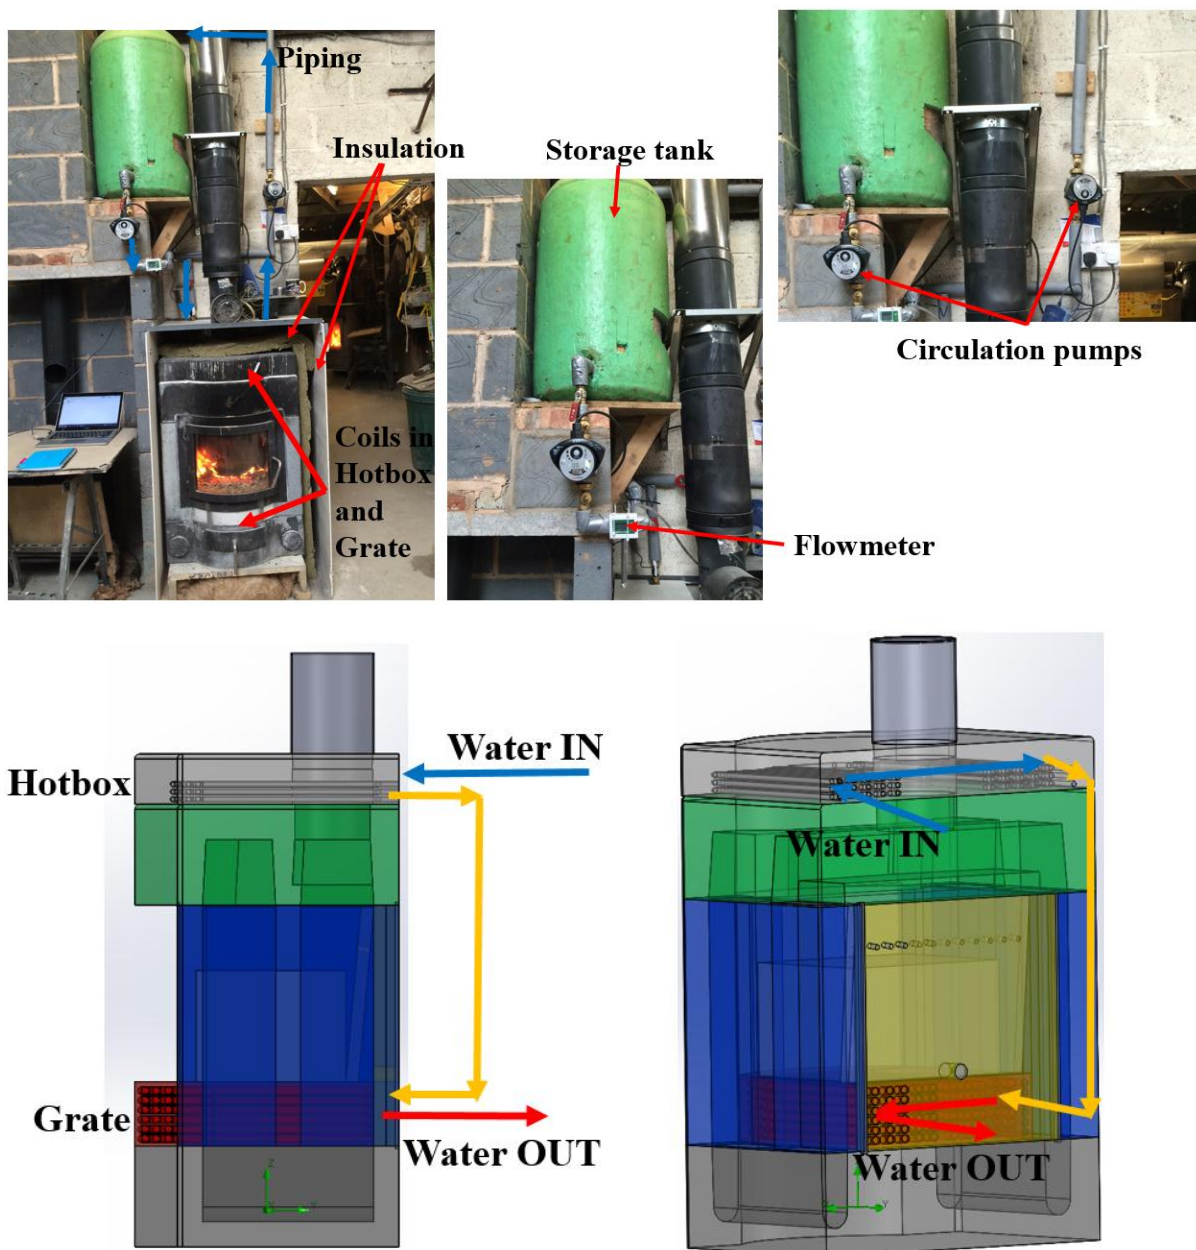 Piping
Insulation
Storage tank
Circulation pumps
Coils in
Hotbox
and
Grate
Flowmeter
Water IN
Hotbox
Grate
Water OUT
Water IN
Water OUT